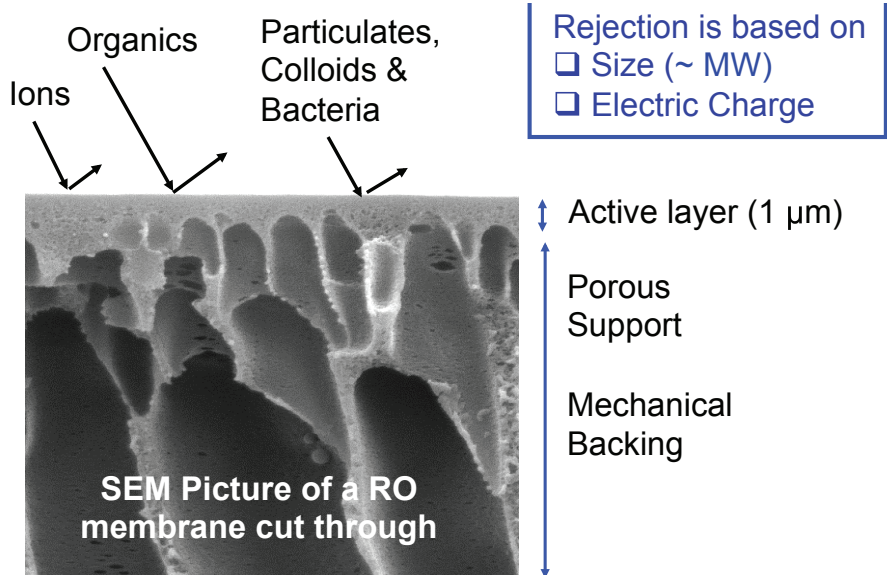 Organics
Ions
Particulates,
Colloids &
Bacteria
Rejection is based on
❑ Size (~ MW)
❑ Electric Charge
Active layer (1 µm)
Porous
Support
Mechanical
Backing
SEM Picture of a RO
membrane cut through